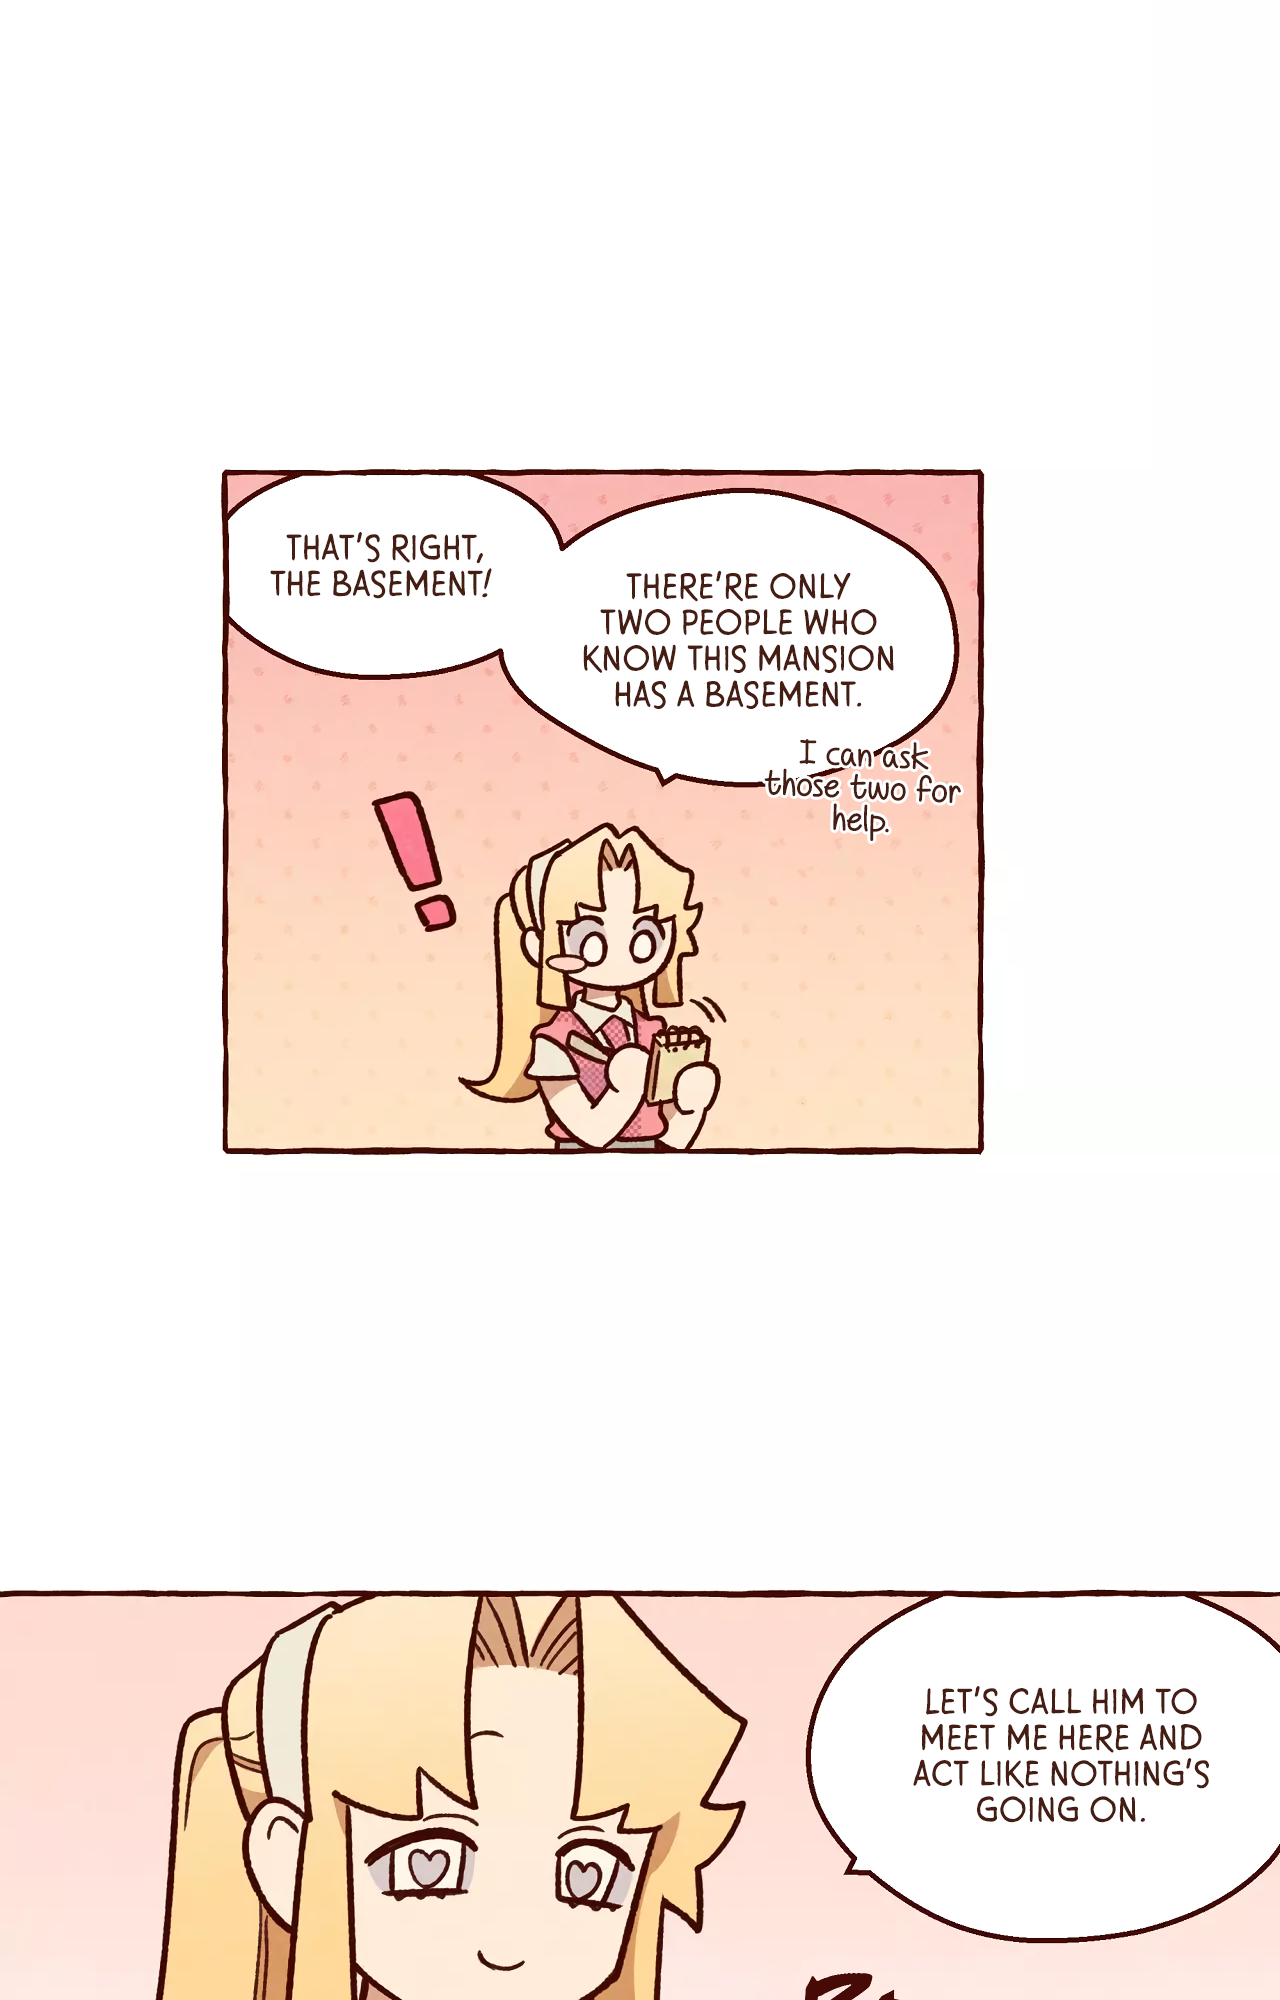 THAT'S RIGHT,
THE BASEMENT!
THERE'RE ONLY
TWO PEOPLE WHO
KNOW THIS MANSION
HAS A BASEMENT.
I can ask
those two for
help.
LET'S CALL HIM TO
MEET ME HERE AND
ACT LIKE NOTHING'S
GOING ON.